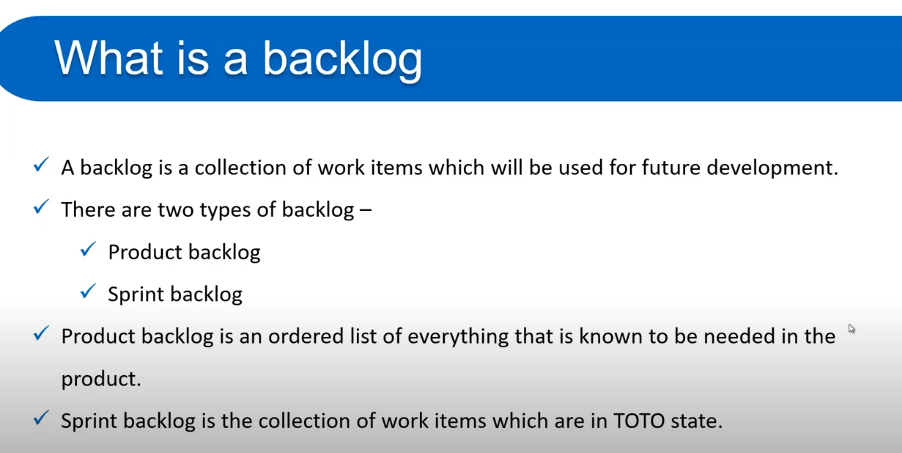 What is a backlog
A backlog is a collection of work items which will be used for future development.
There are two types of backlog –
Product backlog
Sprint backlog
Product backlog is an ordered list of everything that is known to be needed in the
product.
Sprint backlog is the collection of work items which are in TOTO state.